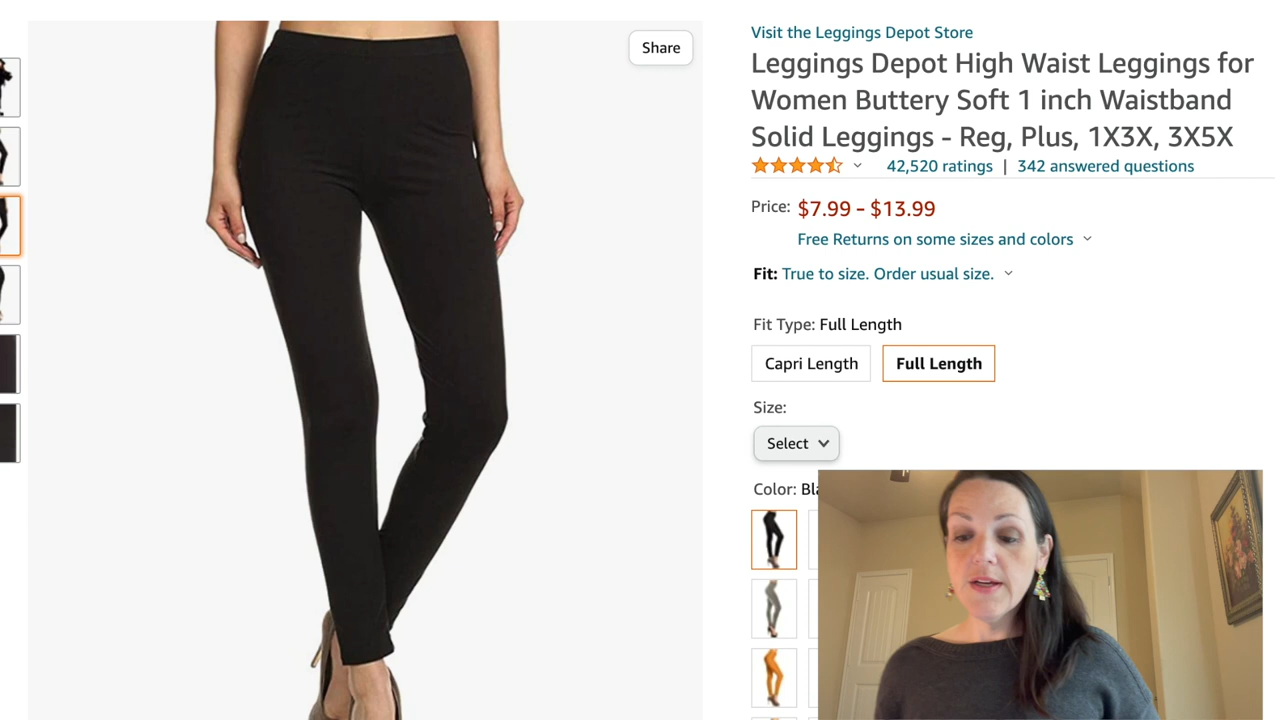 Share
Visit the Leggings Depot Store
Leggings Depot High Waist Leggings for
Women Buttery Soft 1 inch Waistband
Solid Leggings - Reg, Plus, 1X3X, 3X5X
42,520 ratings | 342 answered questions
Price: $7.99 - $13.99
Free Returns on some sizes and colors
Fit: True to size. Order usual size.
Fit Type: Full Length
Capri Length Full Length
Size:
Select
Color: